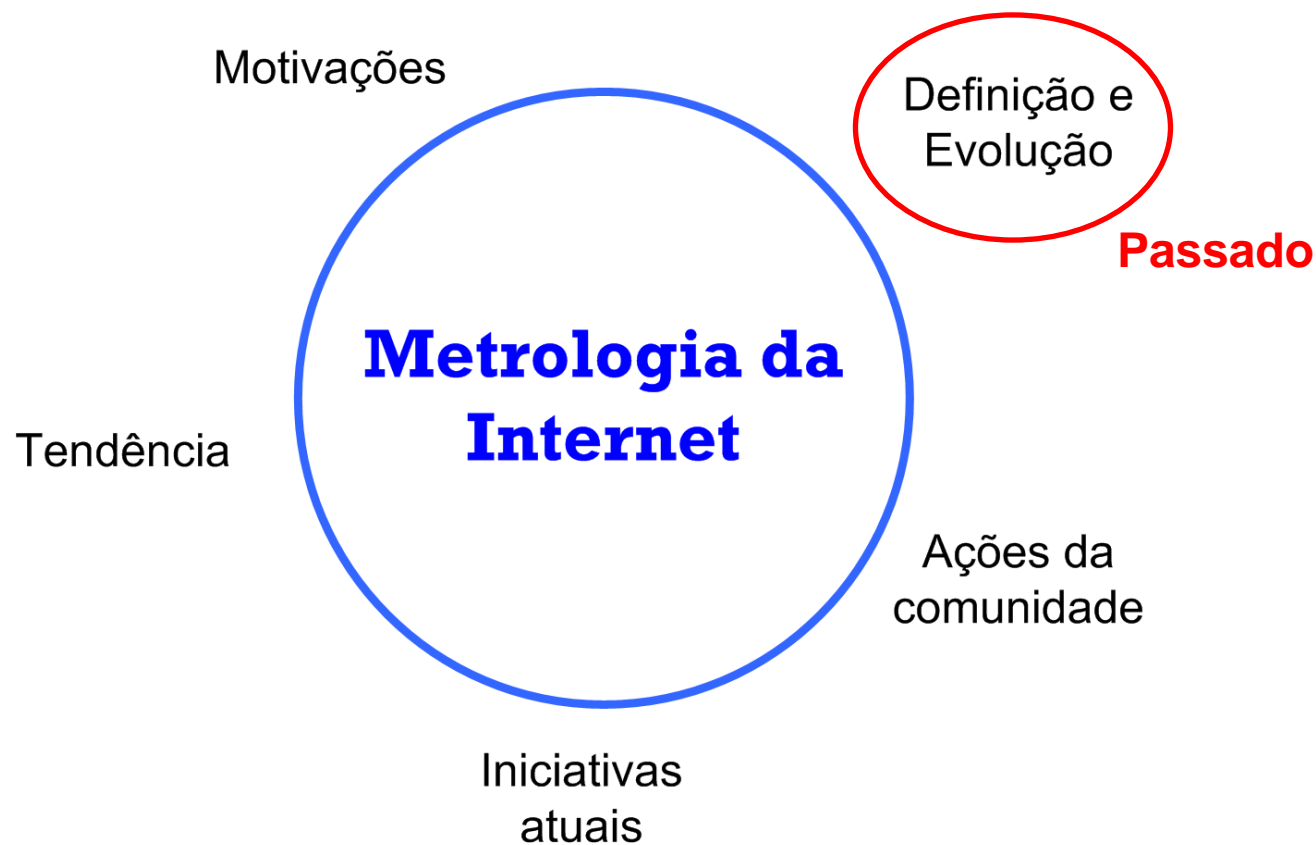 Motivações
Definição e
Evolução
Passado
Metrologia da
Internet
Tendência
Ações da
comunidade
Iniciativas
atuais